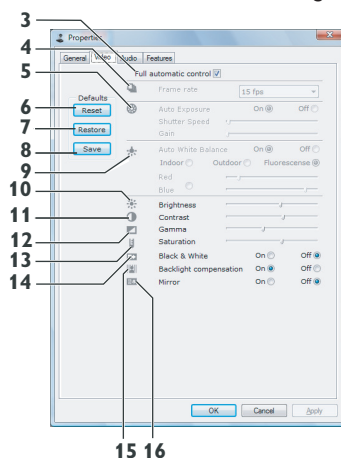 3
4
5
6
7
8
9
10
11
12
13
14
15 16
Properties
General Video Audio Features
Full automatic control
Defaults
Reset
Restore
Save
Frame rate 15 fps
Auto Exposure On Off
Shutter Speed
Gain
Auto White Balance On Off
Indoor Outdoor Fluorescense
Red
Blue
Brightness
Contrast
Gamma
Saturation
Black & White On Off
Backlight compensation On Off
Mirror On Off
OK Cancel Apply